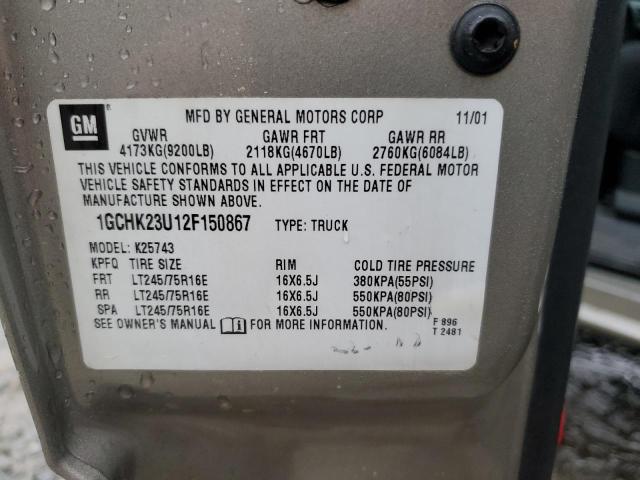 GM
MFD BY GENERAL MOTORS CORP 11/01
GVWR GAWR FRT GAWR RR
4173KG(9200LB) 2118KG(4670LB) 2760KG(6084LB)
THIS VEHICLE CONFORMS TO ALL APPLICABLE U.S. FEDERAL MOTOR
VEHICLE SAFETY STANDARDS IN EFFECT ON THE DATE OF
MANUFACTURE SHOWN ABOVE.
1GCHK23U12F150867 TYPE: TRUCK
MODEL: K25743
KPFQ TIRE SIZE RIM COLD TIRE PRESSURE
FRT LT245/75R16E 16X6.5J 380KPA(55PSI)
RR LT245/75R16E 16X6.5J 550KPA(80PSI)
SPA LT245/75R16E 16X6.5J 550KPA(80PSI)
SEE OWNER'S MANUAL FOR MORE INFORMATION. F 896
T 2481